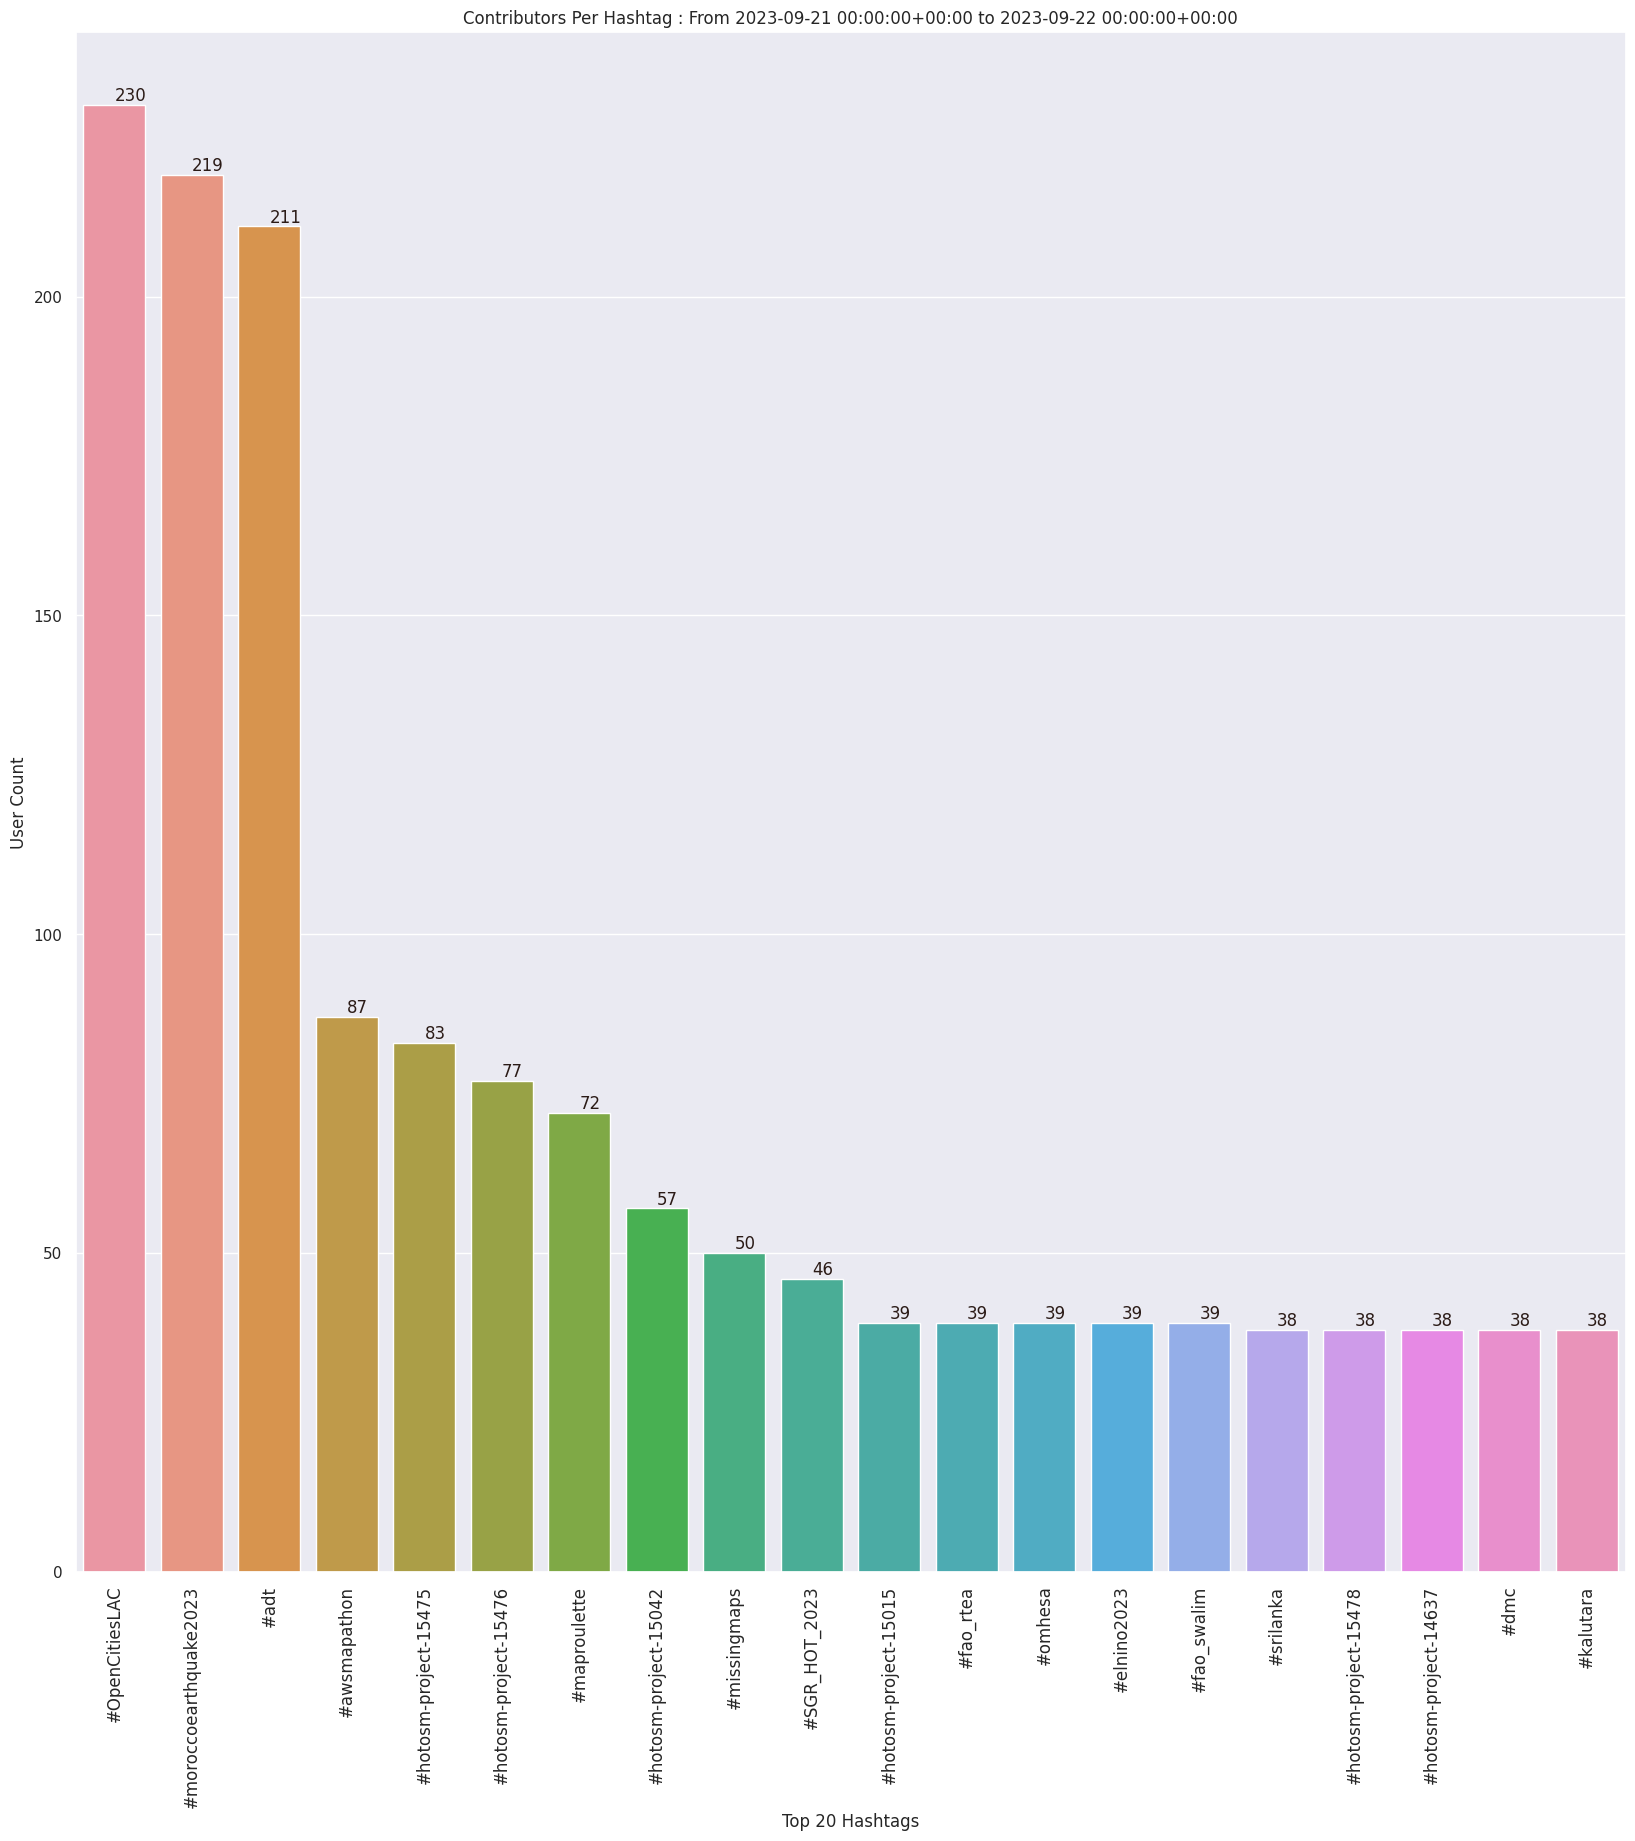 Contributors Per Hashtag : From 2023-09-21 00:00:00+00:00 to 2023-09-22 00:00:00+00:00
User Count
200
150
100
50
0
230
219
211
87
83
77
72
57
50
46
39
39
39
39
39
38
38
38
38
38
#OpenCitiesLAC
#moroccoearthquake2023
#adt
#awsmapathon
#hotosm-project-15475
#hotosm-project-15476
#maproulette
#hotosm-project-15042
#missingmaps
#SGR_HOT_2023
#hotosm-project-15015
#fao_rtea
#omhesa
#elnino2023
#fao_swalim
#srilanka
#hotosm-project-15478
#hotosm-project-14637
#dmc
#kalutara
Top 20 Hashtags